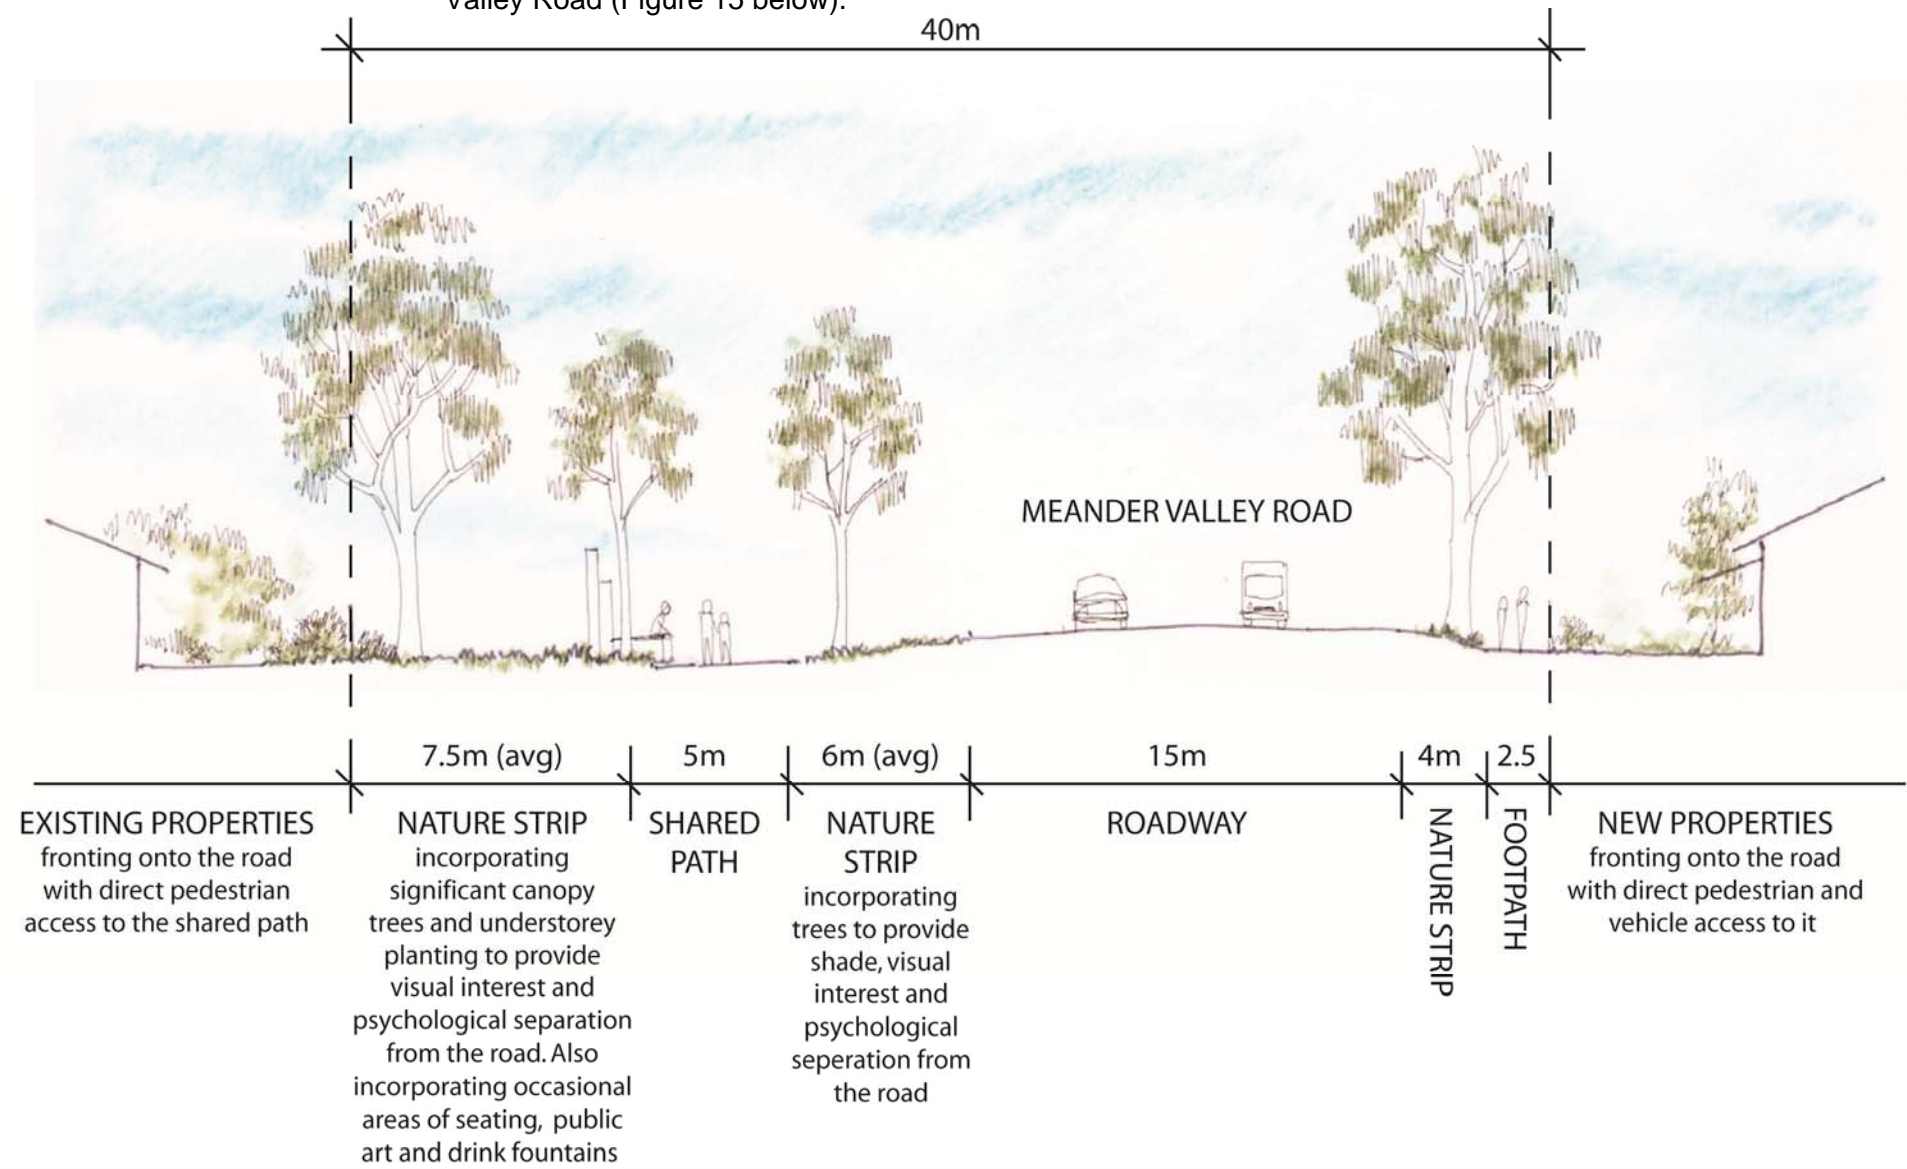 Valley Road (Figure 15 below).
40m
MEANDER VALLEY ROAD
7.5m (avg)
5m
6m (avg)
15m
4m
2.5
EXISTING PROPERTIES
fronting onto the road
with direct pedestrian
access to the shared path
NATURE STRIP
incorporating
significant canopy
trees and understorey
planting to provide
visual interest and
psychological separation
from the road. Also
incorporating occasional
areas of seating, public
art and drink fountains
SHARED
PATH
NATURE
STRIP
incorporating
trees to provide
shade, visual
interest and
psychological
seperation from
the road
ROADWAY
NATURE STRIP
FOOTPATH
NEW PROPERTIES
fronting onto the road
with direct pedestrian and
vehicle access to it